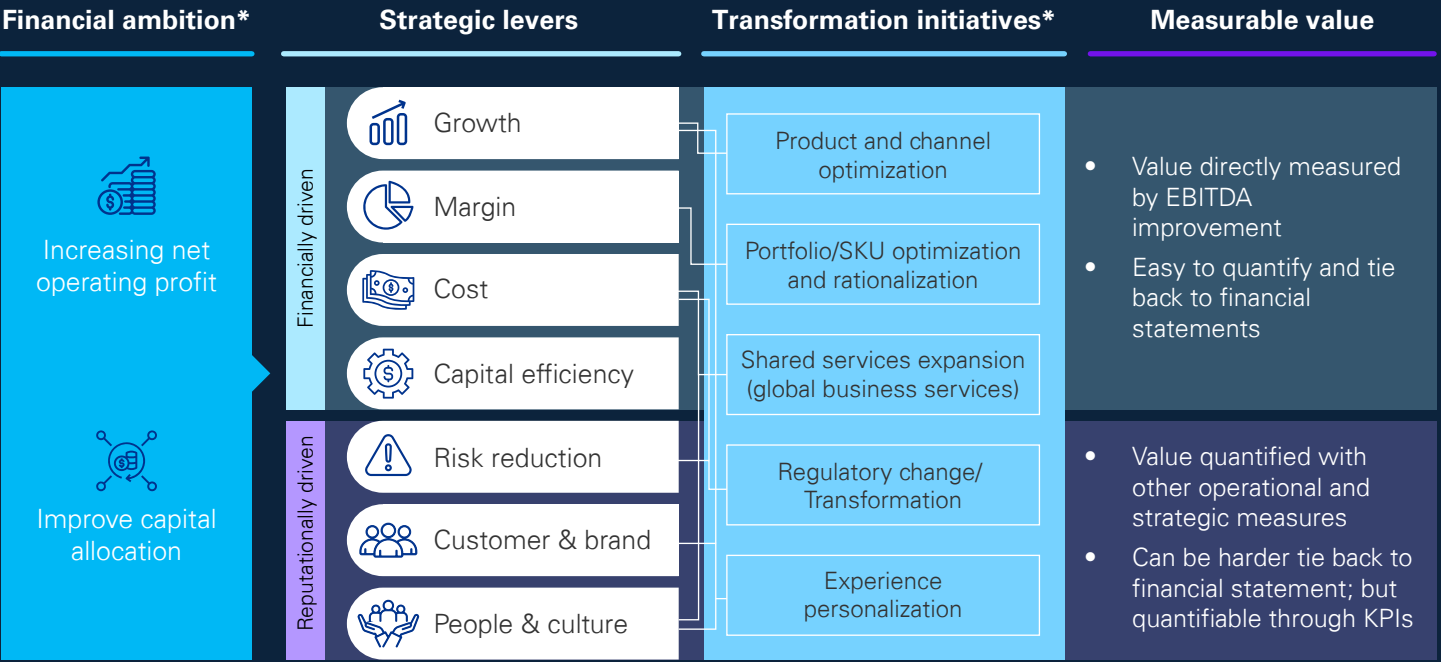 Financial ambition*
Strategic levers
Transformation initiatives*
Measurable value
Increasing net
operating profit
Improve capital
allocation
Financially driven
Growth
Margin
Cost
Capital efficiency
Reputationally driven
Risk reduction
Customer & brand
People & culture
Product and channel
optimization
Portfolio/SKU optimization
and rationalization
Shared services expansion
(global business services)
Regulatory change/
Transformation
Experience
personalization
• Value directly measured
by EBITDA
improvement
• Easy to quantify and tie
back to financial
statements
• Value quantified with
other operational and
strategic measures
• Can be harder tie back to
financial statement; but
quantifiable through KPIs